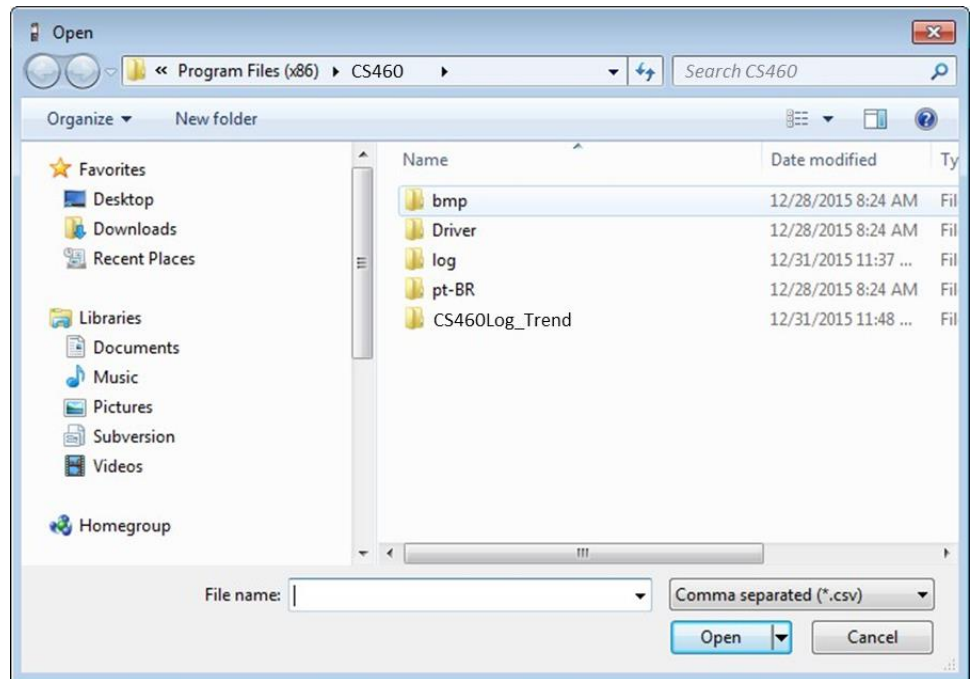 Open
« Program Files (x86) ▸ CS460 ▸ Search CS460
Organize ▾ New folder
Favorites
Desktop
Downloads
Recent Places
Libraries
Documents
Music
Pictures
Subversion
Videos
Homegroup
Name Date modified Ty
bmp 12/28/2015 8:24 AM Fil
Driver 12/28/2015 8:24 AM Fil
log 12/31/2015 11:37 ... Fil
pt-BR 12/28/2015 8:24 AM Fil
CS460Log_Trend 12/31/2015 11:48 ... Fil
File name: Comma separated (*.csv)
Open Cancel